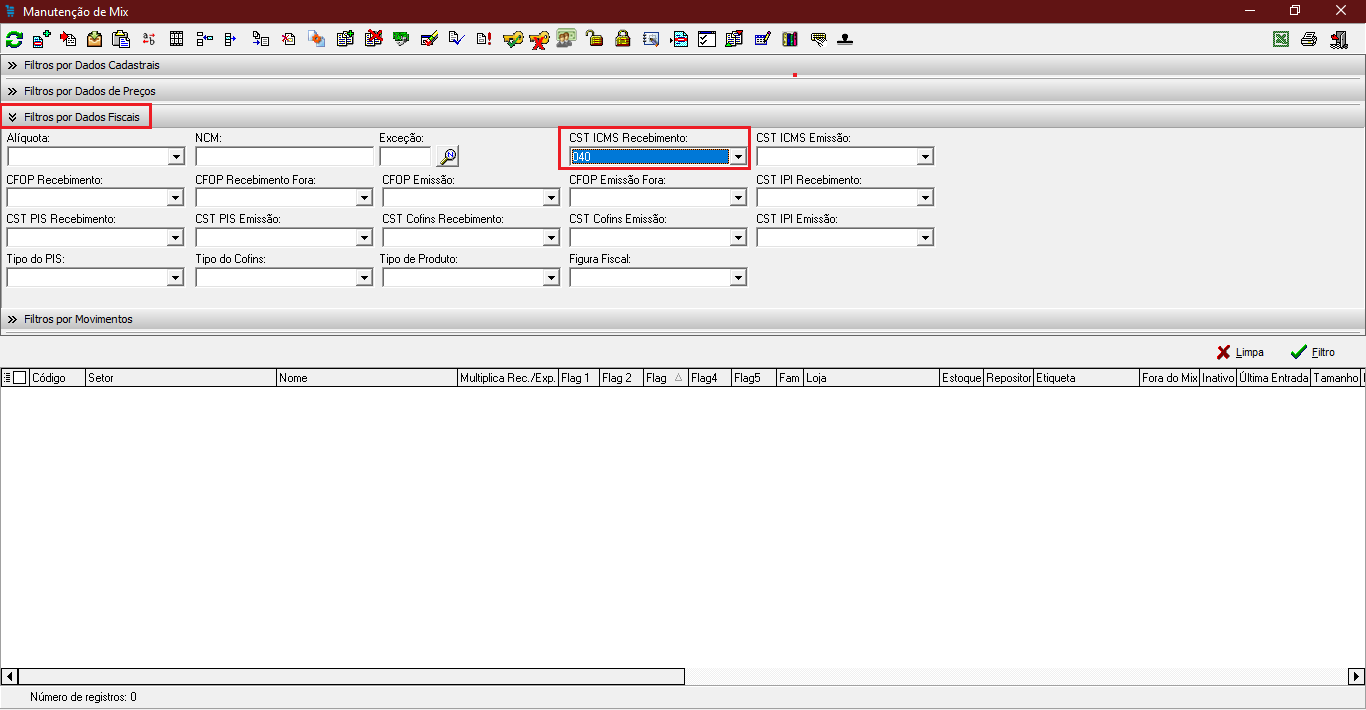 Manutenção de Mix
Filtros por Dados Cadastrais
Filtros por Dados de Preços
Filtros por Dados Fiscais
Alíquota: NCM: Exceção: CST ICMS Recebimento: CST ICMS Emissão:
040
CFOP Recebimento: CFOP Recebimento Fora: CFOP Emissão: CFOP Emissão Fora: CST IPI Recebimento:
CST PIS Recebimento: CST PIS Emissão: CST Cofins Recebimento: CST Cofins Emissão: CST IPI Emissão:
Tipo do PIS: Tipo do Cofins: Tipo de Produto: Figura Fiscal:
Filtros por Movimentos
Limpa Filtro
Código Setor Nome Multiplica Rec./Exp. Flag 1 Flag 2 Flag Flag4 Flag5 Fam Loja Estoque Repositor Etiqueta Fora do Mix Inativo Última Entrada Tamanho
Número de registros: 0